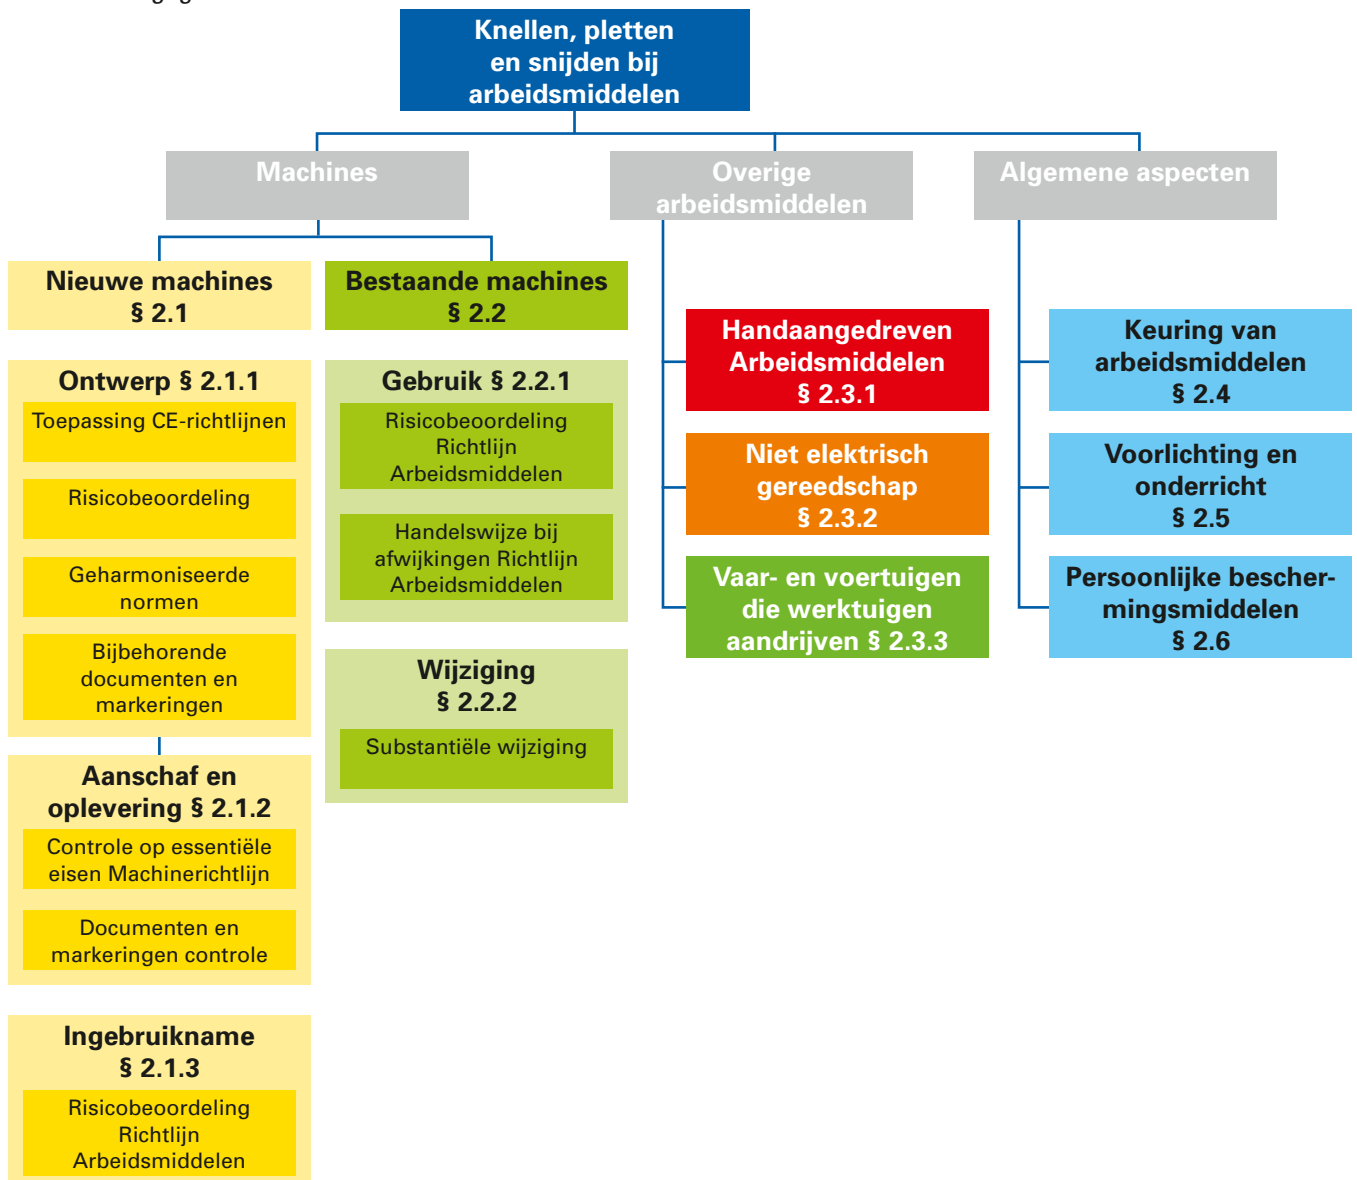 Knellen, pletten
en snijden bij
arbeidsmiddelen
Machines
Overige
arbeidsmiddelen
Algemene aspecten
Nieuwe machines
§ 2.1
Ontwerp § 2.1.1
Toepassing CE-richtlijnen
Risicobeoordeling
Geharmoniseerde
normen
Bijbehorende
documenten en
markeringen
Aanschaf en
oplevering § 2.1.2
Controle op essentiële
eisen Machinerichtlijn
Documenten en
markeringen controle
Ingebruikname
§ 2.1.3
Risicobeoordeling
Richtlijn
Arbeidsmiddelen
Bestaande machines
§ 2.2
Gebruik § 2.2.1
Risicobeoordeling
Richtlijn
Arbeidsmiddelen
Handelswijze bij
afwijkingen Richtlijn
Arbeidsmiddelen
Wijziging
§ 2.2.2
Substantiële wijziging
Handaangedreven
Arbeidsmiddelen
§ 2.3.1
Niet elektrisch
gereedschap
§ 2.3.2
Vaar- en voertuigen
die werktuigen
aandrijven § 2.3.3
Keuring van
arbeidsmiddelen
§ 2.4
Voorlichting en
onderricht
§ 2.5
Persoonlijke bescher-
mingsmiddelen
§ 2.6